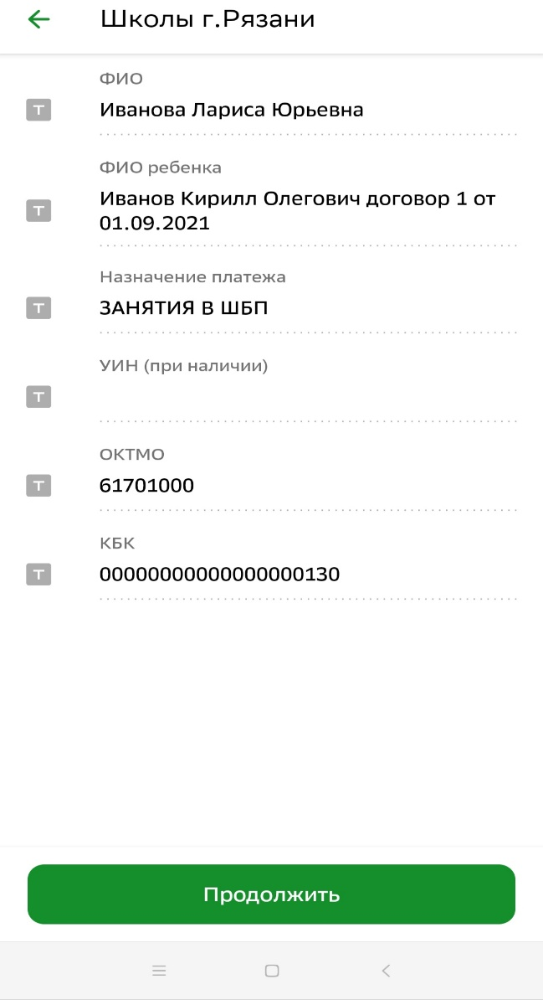 Школы г.Рязани
ФИО
T
Иванова Лариса Юрьевна
ФИО ребенка
T
Иванов Кирилл Олегович договор 1 от
01.09.2021
Назначение платежа
T
ЗАНЯТИЯ В ШБП
УИН (при наличии)
T
ОКТМО
T
61701000
КБК
T
00000000000000000130
Продолжить